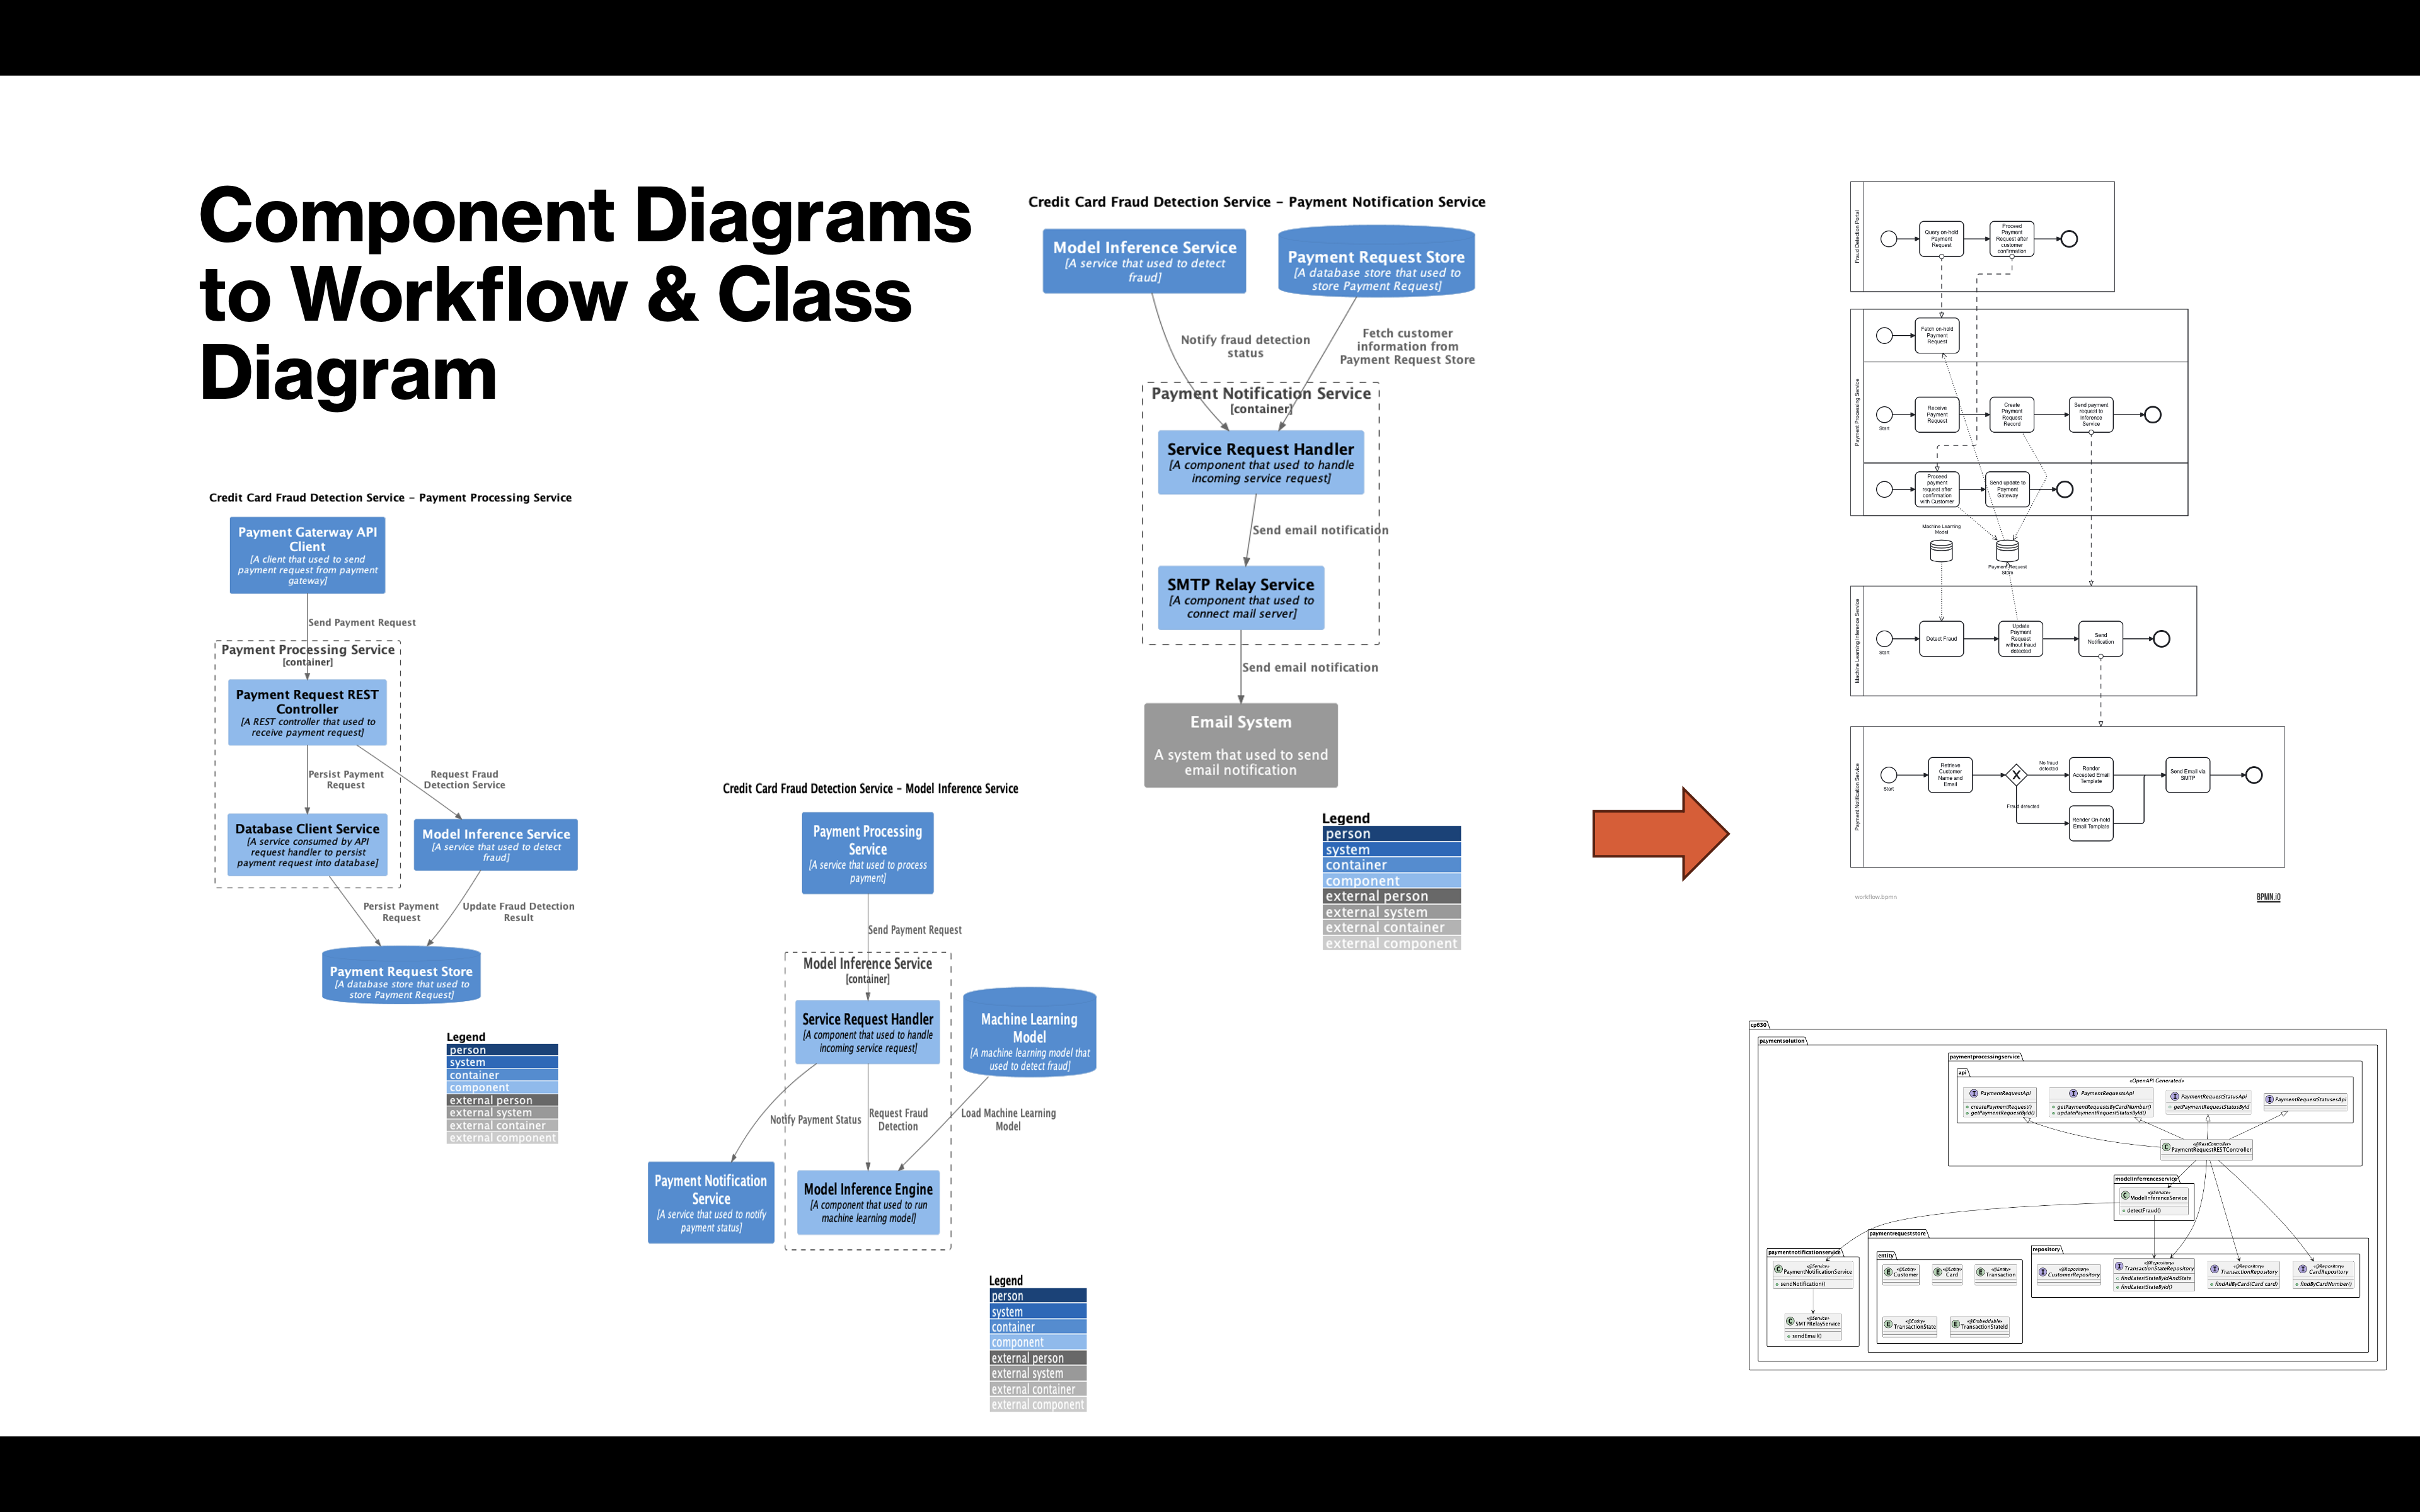 Component Diagrams
to Workflow & Class
Diagram
Credit Card Fraud Detection Service – Payment Processing Service
Payment Gaterway API
Client
[A client that used to send
payment request from payment
gateway]
Send Payment Request
Payment Processing Service
[container]
Payment Request REST
Controller
[A REST controller that used to
receive payment request]
Persist Payment
Request
Request Fraud
Detection Service
Database Client Service
[A service consumed by API
request handler to persist
payment request into database]
Model Inference Service
[A service that used to detect
fraud]
Persist Payment
Request
Update Fraud Detection
Result
Payment Request Store
[A database store that used to
store Payment Request]
Legend
person
system
container
component
external person
external system
external container
external component
Credit Card Fraud Detection Service – Model Inference Service
Payment Processing
Service
[A service that used to process
payment]
Send Payment Request
Model Inference Service
[container]
Service Request Handler
[A component that used to handle
incoming service request]
Machine Learning
Model
[A machine learning model that
used to detect fraud]
Notify Payment Status
Request Fraud
Detection
Load Machine Learning
Model
Payment Notification
Service
[A service that used to notify
payment status]
Model Inference Engine
[A component that used to run
machine learning model]
Legend
person
system
container
component
external person
external system
external container
external component
Credit Card Fraud Detection Service – Payment Notification Service
Model Inference Service
[A service that used to detect
fraud]
Payment Request Store
[A database store that used to
store Payment Request]
Notify fraud detection
status
Fetch customer
information from
Payment Request Store
Payment Notification Service
[container]
Service Request Handler
[A component that used to handle
incoming service request]
Send email notification
SMTP Relay Service
[A component that used to
connect mail server]
Send email notification
Email System
A system that used to send
email notification
Legend
person
system
container
component
external person
external system
external container
external component
Fraud Detection Portal
Query on-hold
Payment
Request
Proceed
Payment
Request after
customer
confirmation
Payment Processing Service
Fetch on-hold
Payment
Request
Start
Receive
Payment
Request
Create
Payment
Request
Record
Send payment
request to
Inference
Service
Proceed
payment
request after
confirmation
with Customer
Send update to
Payment
Gateway
Machine Learning
Model
Payment Request
Store
Machine Learning Inference Service
Start
Detect Fraud
Update
Payment
Request
without fraud
detected
Send
Notification
Payment Notification Service
Start
Retrieve
Customer
Name and
Email
No fraud
detected
Fraud detected
Render
Accepted Email
Template
Render On-hold
Email Template
Send Email via
SMTP
workflow.bpmn
BPMN.iO
cp630
paymentsolution
paymentprocessingservice
api
«OpenAPI Generated»
I PaymentRequestApi
createPaymentRequest()
getPaymentRequestById()
I PaymentRequestsApi
getPaymentRequestsByCardNumber()
updatePaymentRequestStatusById()
I PaymentRequestStatusApi
getPaymentRequestStatusById
I PaymentRequestStatusesApi
«@RestController»
C PaymentRequestRESTController
modelinferenceservice
«@Service»
C ModelInferenceService
detectFraud()
paymentnotificationservice
«@Service»
C PaymentNotificationService
sendNotification()
«@Service»
C SMTPRelayService
sendEmail()
paymentrequeststore
entity
«@Entity»
E Customer
«@Entity»
E Card
«@Entity»
E Transaction
«@Entity»
E TransactionState
«@Embeddable»
E TransactionStateId
repository
«@Repository»
I CustomerRepository
«@Repository»
I TransactionStateRepository
findLatestStateByIdAndState
findLatestStateById()
«@Repository»
I TransactionRepository
findAllByCard(Card card)
«@Repository»
I CardRepository
findByCardNumber()